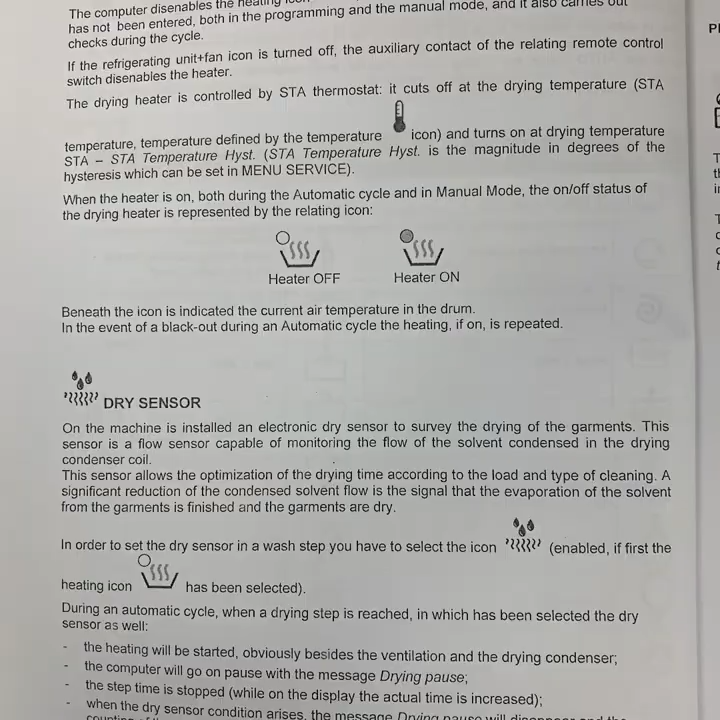 The computer disenables the heating icon
has not been entered, both in the programming and the manual mode, and it also carries out
checks during the cycle.
If the refrigerating unit+fan icon is turned off, the auxiliary contact of the relating remote control
switch disenables the heater.
The drying heater is controlled by STA thermostat: it cuts off at the drying temperature (STA
temperature, temperature defined by the temperature icon) and turns on at drying temperature
STA – STA Temperature Hyst. (STA Temperature Hyst. is the magnitude in degrees of the
hysteresis which can be set in MENU SERVICE).
When the heater is on, both during the Automatic cycle and in Manual Mode, the on/off status of
the drying heater is represented by the relating icon:
Heater OFF Heater ON
Beneath the icon is indicated the current air temperature in the drum.
In the event of a black-out during an Automatic cycle the heating, if on, is repeated.
DRY SENSOR
On the machine is installed an electronic dry sensor to survey the drying of the garments. This
sensor is a flow sensor capable of monitoring the flow of the solvent condensed in the drying
condenser coil.
This sensor allows the optimization of the drying time according to the load and type of cleaning. A
significant reduction of the condensed solvent flow is the signal that the evaporation of the solvent
from the garments is finished and the garments are dry.
In order to set the dry sensor in a wash step you have to select the icon (enabled, if first the
heating icon has been selected).
During an automatic cycle, when a drying step is reached, in which has been selected the dry
sensor as well:
- the heating will be started, obviously besides the ventilation and the drying condenser;
- the computer will go on pause with the message Drying pause;
- the step time is stopped (while on the display the actual time is increased);
- when the dry sensor condition arises, the message Drying pause will disappear and the